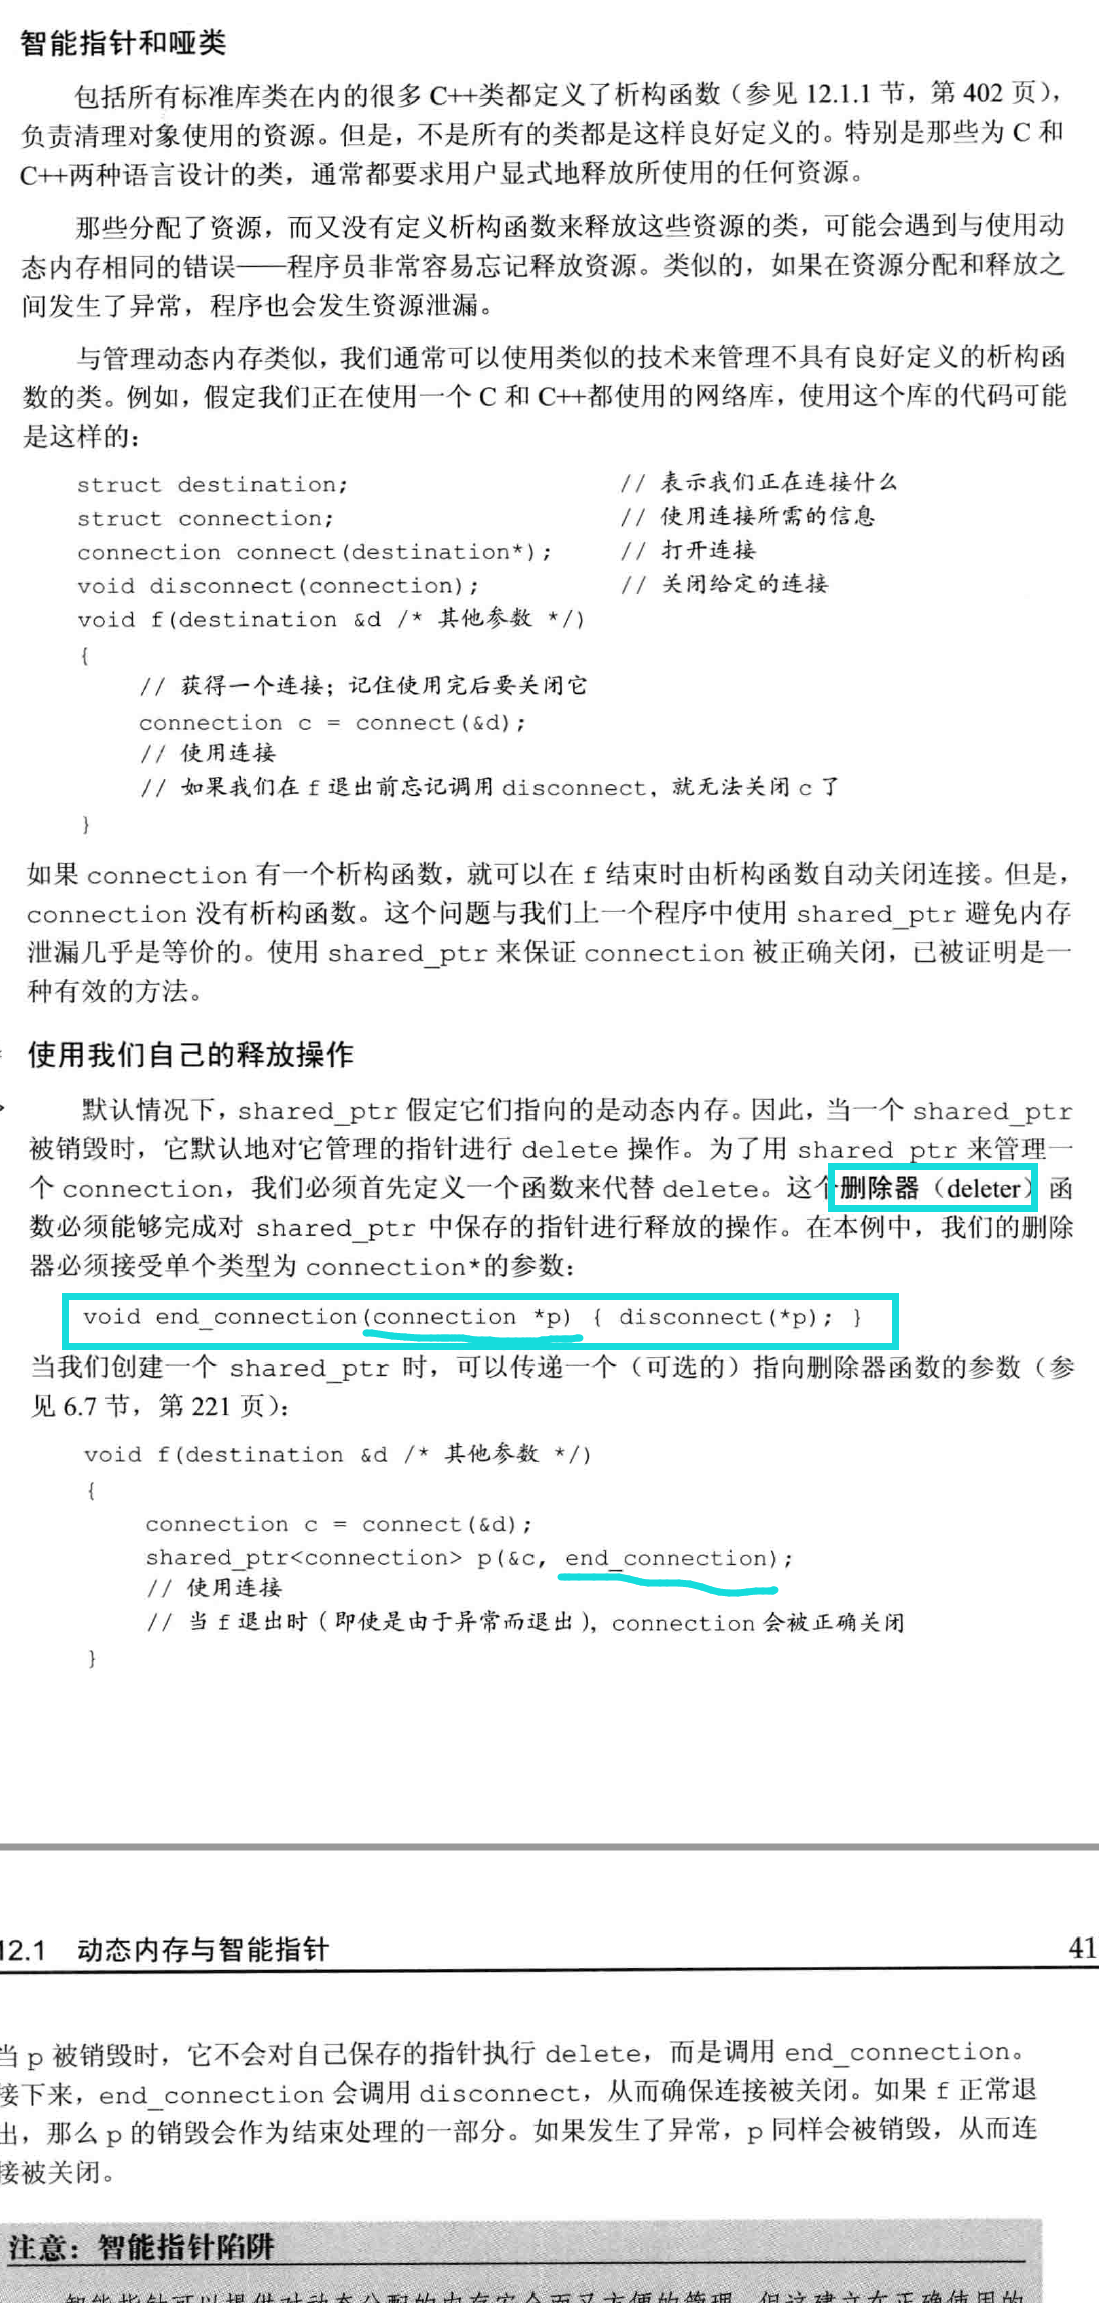 智能指针和哑类
包括所有标准库类在内的很多 C++类都定义了析构函数（参见 12.1.1 节，第 402 页），
负责清理对象使用的资源。但是，不是所有的类都是这样良好定义的。特别是那些为 C 和
C++两种语言设计的类，通常都要求用户显式地释放所使用的任何资源。
那些分配了资源，而又没有定义析构函数来释放这些资源的类，可能会遇到与使用动
态内存相同的错误——程序员非常容易忘记释放资源。类似的，如果在资源分配和释放之
间发生了异常，程序也会发生资源泄漏。
与管理动态内存类似，我们通常可以使用类似的技术来管理不具有良好定义的析构函
数的类。例如，假定我们正在使用一个 C 和 C++都使用的网络库，使用这个库的代码可能
是这样的：
struct destination; // 表示我们正在连接什么
struct connection; // 使用连接所需的信息
connection connect(destination*); // 打开连接
void disconnect(connection); // 关闭给定的连接
void f(destination &d /* 其他参数 */)
{
// 获得一个连接；记住使用完后要关闭它
connection c = connect(&d);
// 使用连接
// 如果我们在 f 退出前忘记调用 disconnect，就无法关闭 c 了
}
如果 connection 有一个析构函数，就可以在 f 结束时由析构函数自动关闭连接。但是，
connection 没有析构函数。这个问题与我们上一个程序中使用 shared_ptr 避免内存
泄漏几乎是等价的。使用 shared_ptr 来保证 connection 被正确关闭，已被证明是一
种有效的方法。
使用我们自己的释放操作
默认情况下，shared_ptr 假定它们指向的是动态内存。因此，当一个 shared_ptr
被销毁时，它默认地对它管理的指针进行 delete 操作。为了用 shared ptr 来管理一
个 connection，我们必须首先定义一个函数来代替 delete。这个删除器（deleter）函
数必须能够完成对 shared_ptr 中保存的指针进行释放的操作。在本例中，我们的删除
器必须接受单个类型为 connection*的参数：
void end_connection(connection *p) { disconnect(*p); }
当我们创建一个 shared_ptr 时，可以传递一个（可选的）指向删除器函数的参数（参
见 6.7 节，第 221 页）：
void f(destination &d /* 其他参数 */)
{
connection c = connect(&d);
shared_ptr<connection> p(&c, end_connection);
// 使用连接
// 当 f 退出时（即使是由于异常而退出），connection 会被正确关闭
}
12.1 动态内存与智能指针 41
当 p 被销毁时，它不会对自己保存的指针执行 delete，而是调用 end_connection。
接下来，end_connection 会调用 disconnect，从而确保连接被关闭。如果 f 正常退
出，那么 p 的销毁会作为结束处理的一部分。如果发生了异常，p 同样会被销毁，从而连
接被关闭。
注意：智能指针陷阱